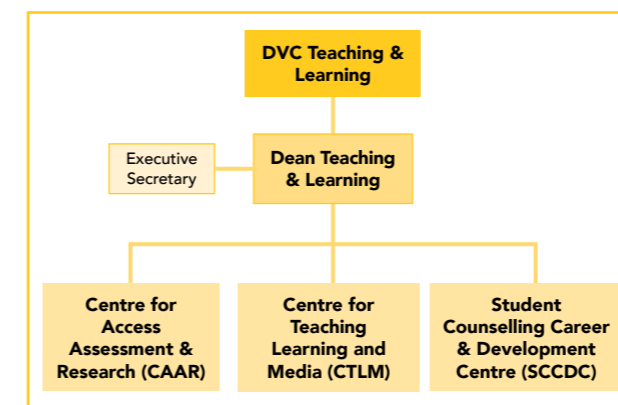 DVC Teaching &
Learning
Executive
Secretary
Dean Teaching
& Learning
Centre for
Access
Assessment &
Research (CAAR)
Centre for
Teaching
Learning and
Media (CTLM)
Student
Counselling Career
& Development
Centre (SCCDC)